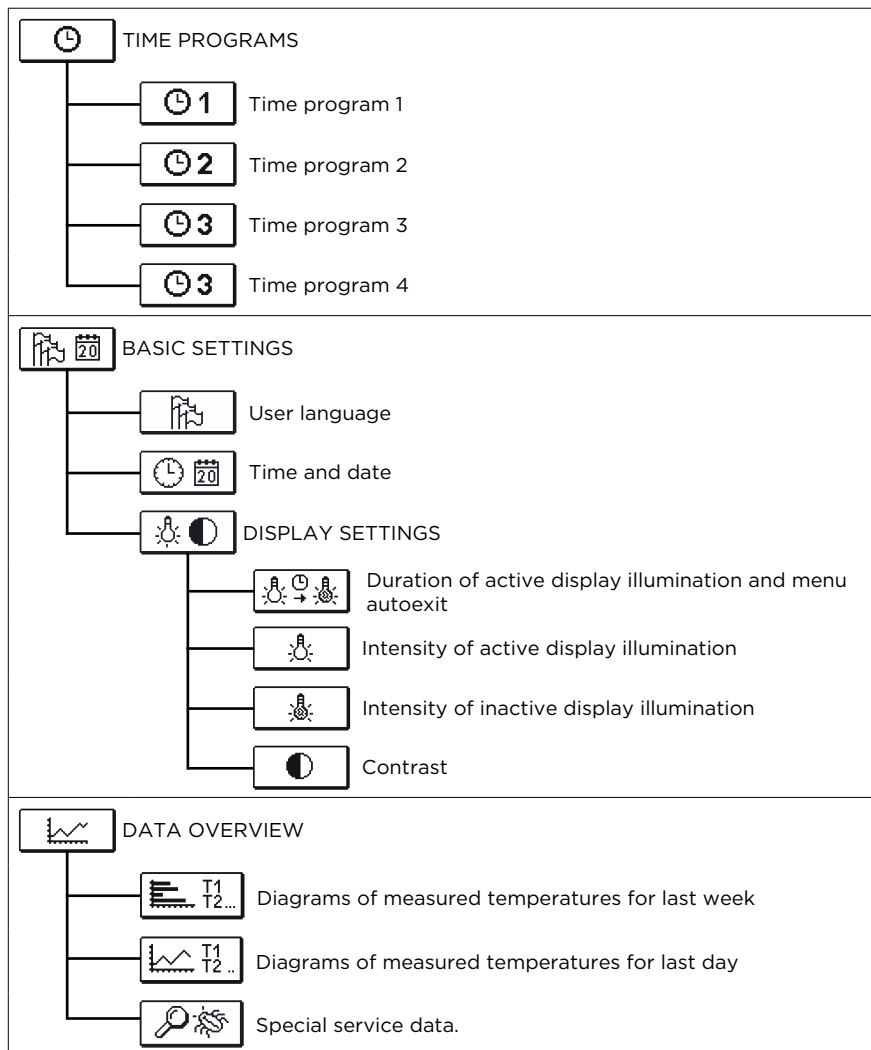 TIME PROGRAMS
1 Time program 1
2 Time program 2
3 Time program 3
3 Time program 4
20 BASIC SETTINGS
User language
20 Time and date
DISPLAY SETTINGS
Duration of active display illumination and menu
autoexit
Intensity of active display illumination
Intensity of inactive display illumination
Contrast
DATA OVERVIEW
T1
T2...
Diagrams of measured temperatures for last week
T1
T2 ..
Diagrams of measured temperatures for last day
Special service data.